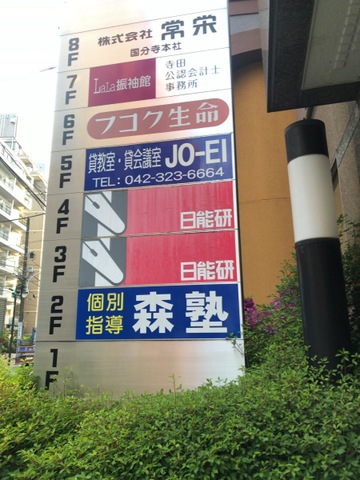 8F 株式会社 常栄
国分寺本社
7F LaLa振袖館 寺田
公認会計士
事務所
6F フコク生命
5F 貸教室・貸会議室 JO-EI
TEL: 042-323-6664
4F 日能研
3F 日能研
2F 個別
指導 森塾
1F